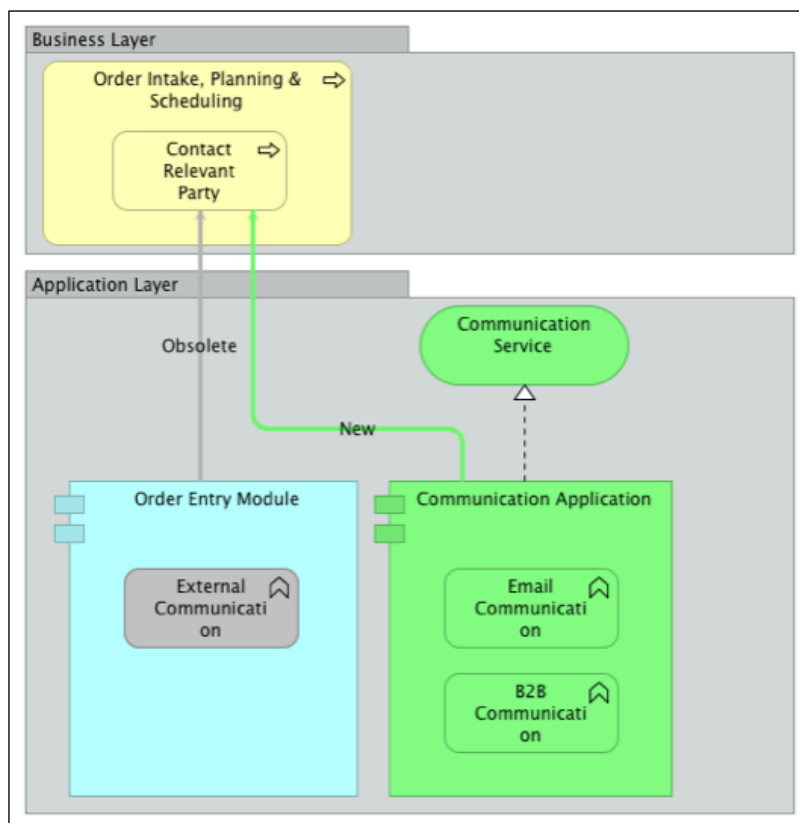 Business Layer
Order Intake, Planning &
Scheduling
Contact
Relevant
Party
Application Layer
Communication
Service
Obsolete
New
Order Entry Module
External
Communicati
on
Communication Application
Email
Communicati
on
B2B
Communicati
on